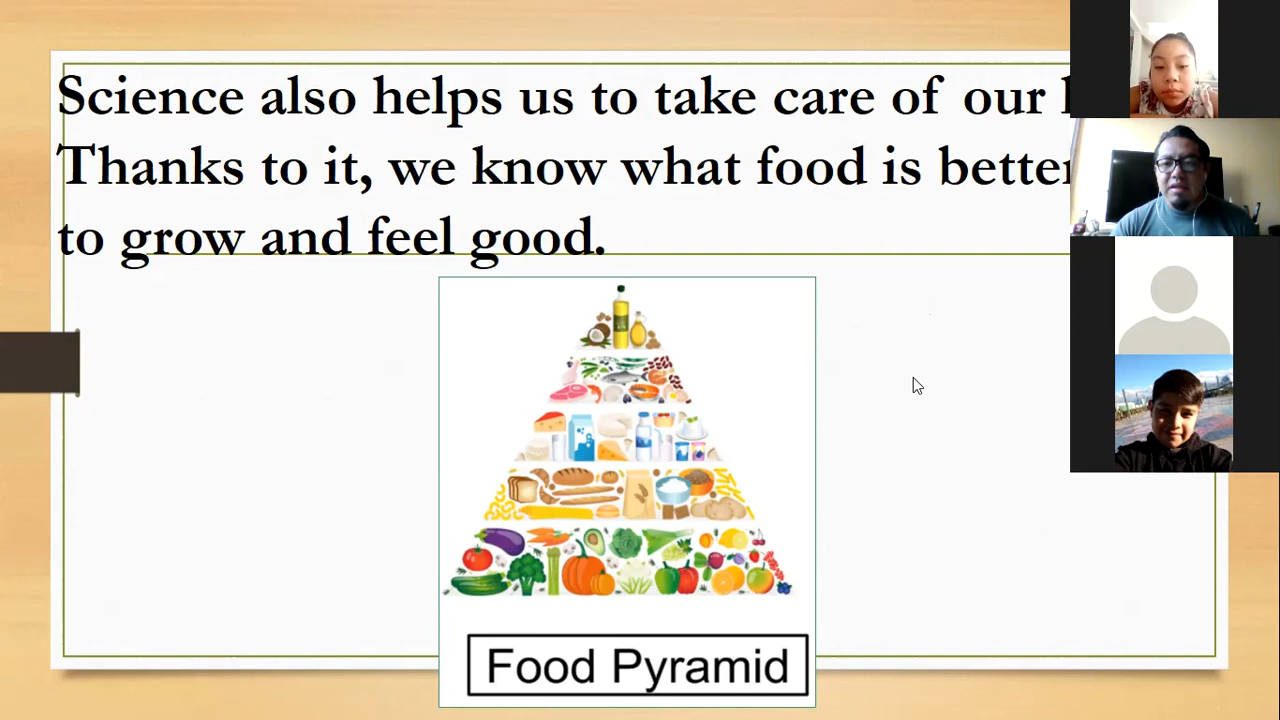 Science also helps us to take care of our
Thanks to it, we know what food is better
to grow and feel good.
Food Pyramid